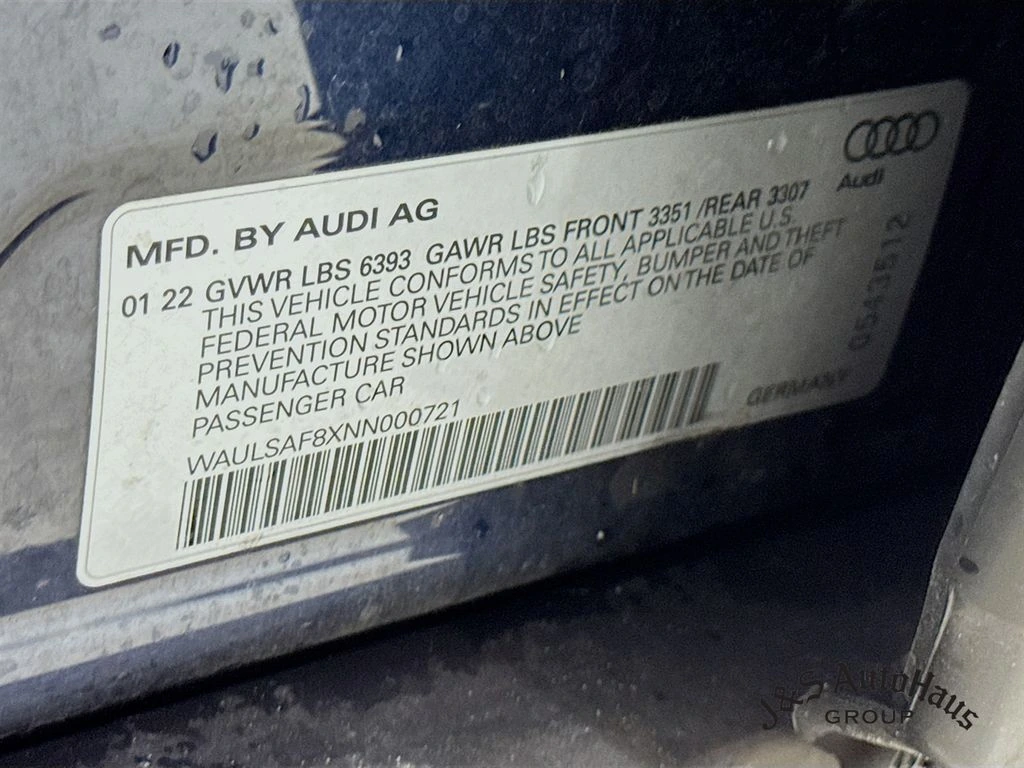 MFD. BY AUDI AG
01 22 GVWR LBS 6393 GAWR LBS FRONT 3351 /REAR 3307
THIS VEHICLE CONFORMS TO ALL APPLICABLE U.S.
FEDERAL MOTOR VEHICLE SAFETY, BUMPER AND THEFT
PREVENTION STANDARDS IN EFFECT ON THE DATE OF
MANUFACTURE SHOWN ABOVE
PASSENGER CAR
WAULSAF8XNN000721
Audi
0543512
GERMANY
J&S AutoHaus
GROUP